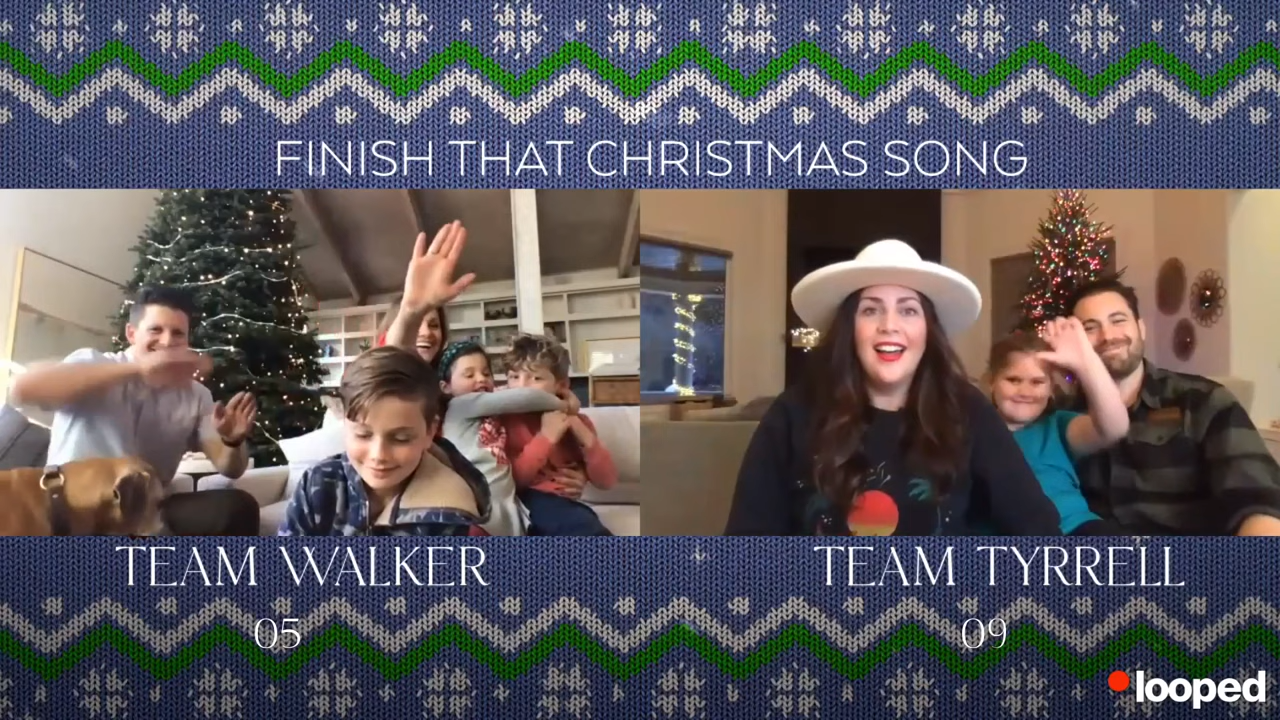 FINISH THAT CHRISTMAS SONG
TEAM WALKER
TEAM TYRRELL
05
09
looped